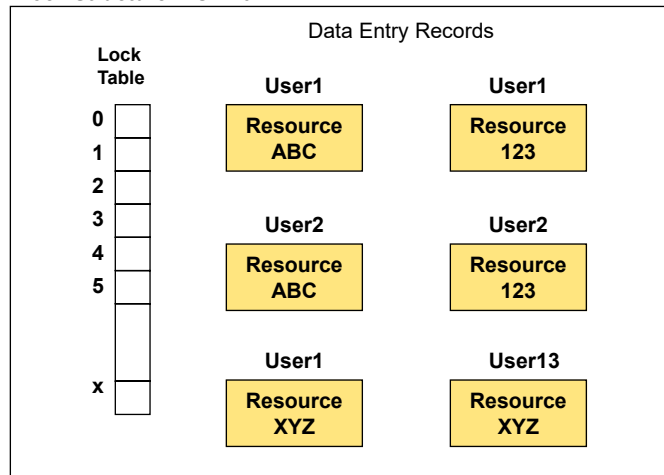 Data Entry Records
Lock
Table
User1 User1
0
Resource Resource
ABC 123
1
2
3
User2 User2
4
Resource Resource
ABC 123
5
User1 User13
x
Resource Resource
XYZ XYZ